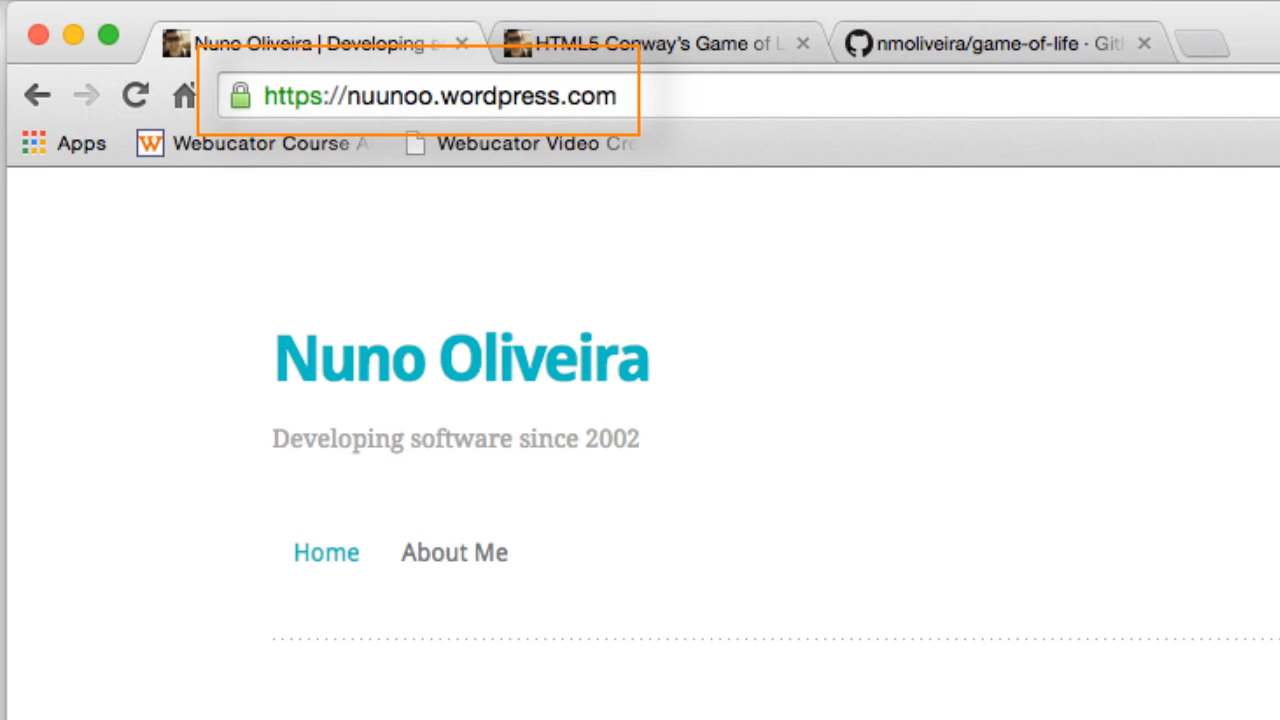 Nuno Oliveira | Developing
HTML5 Conway's Game of L
nmoliveira/game-of-life · Git
https://nuunoo.wordpress.com
Apps
Webucator Course A
Webucator Video Cre
Nuno Oliveira
Developing software since 2002
Home
About Me